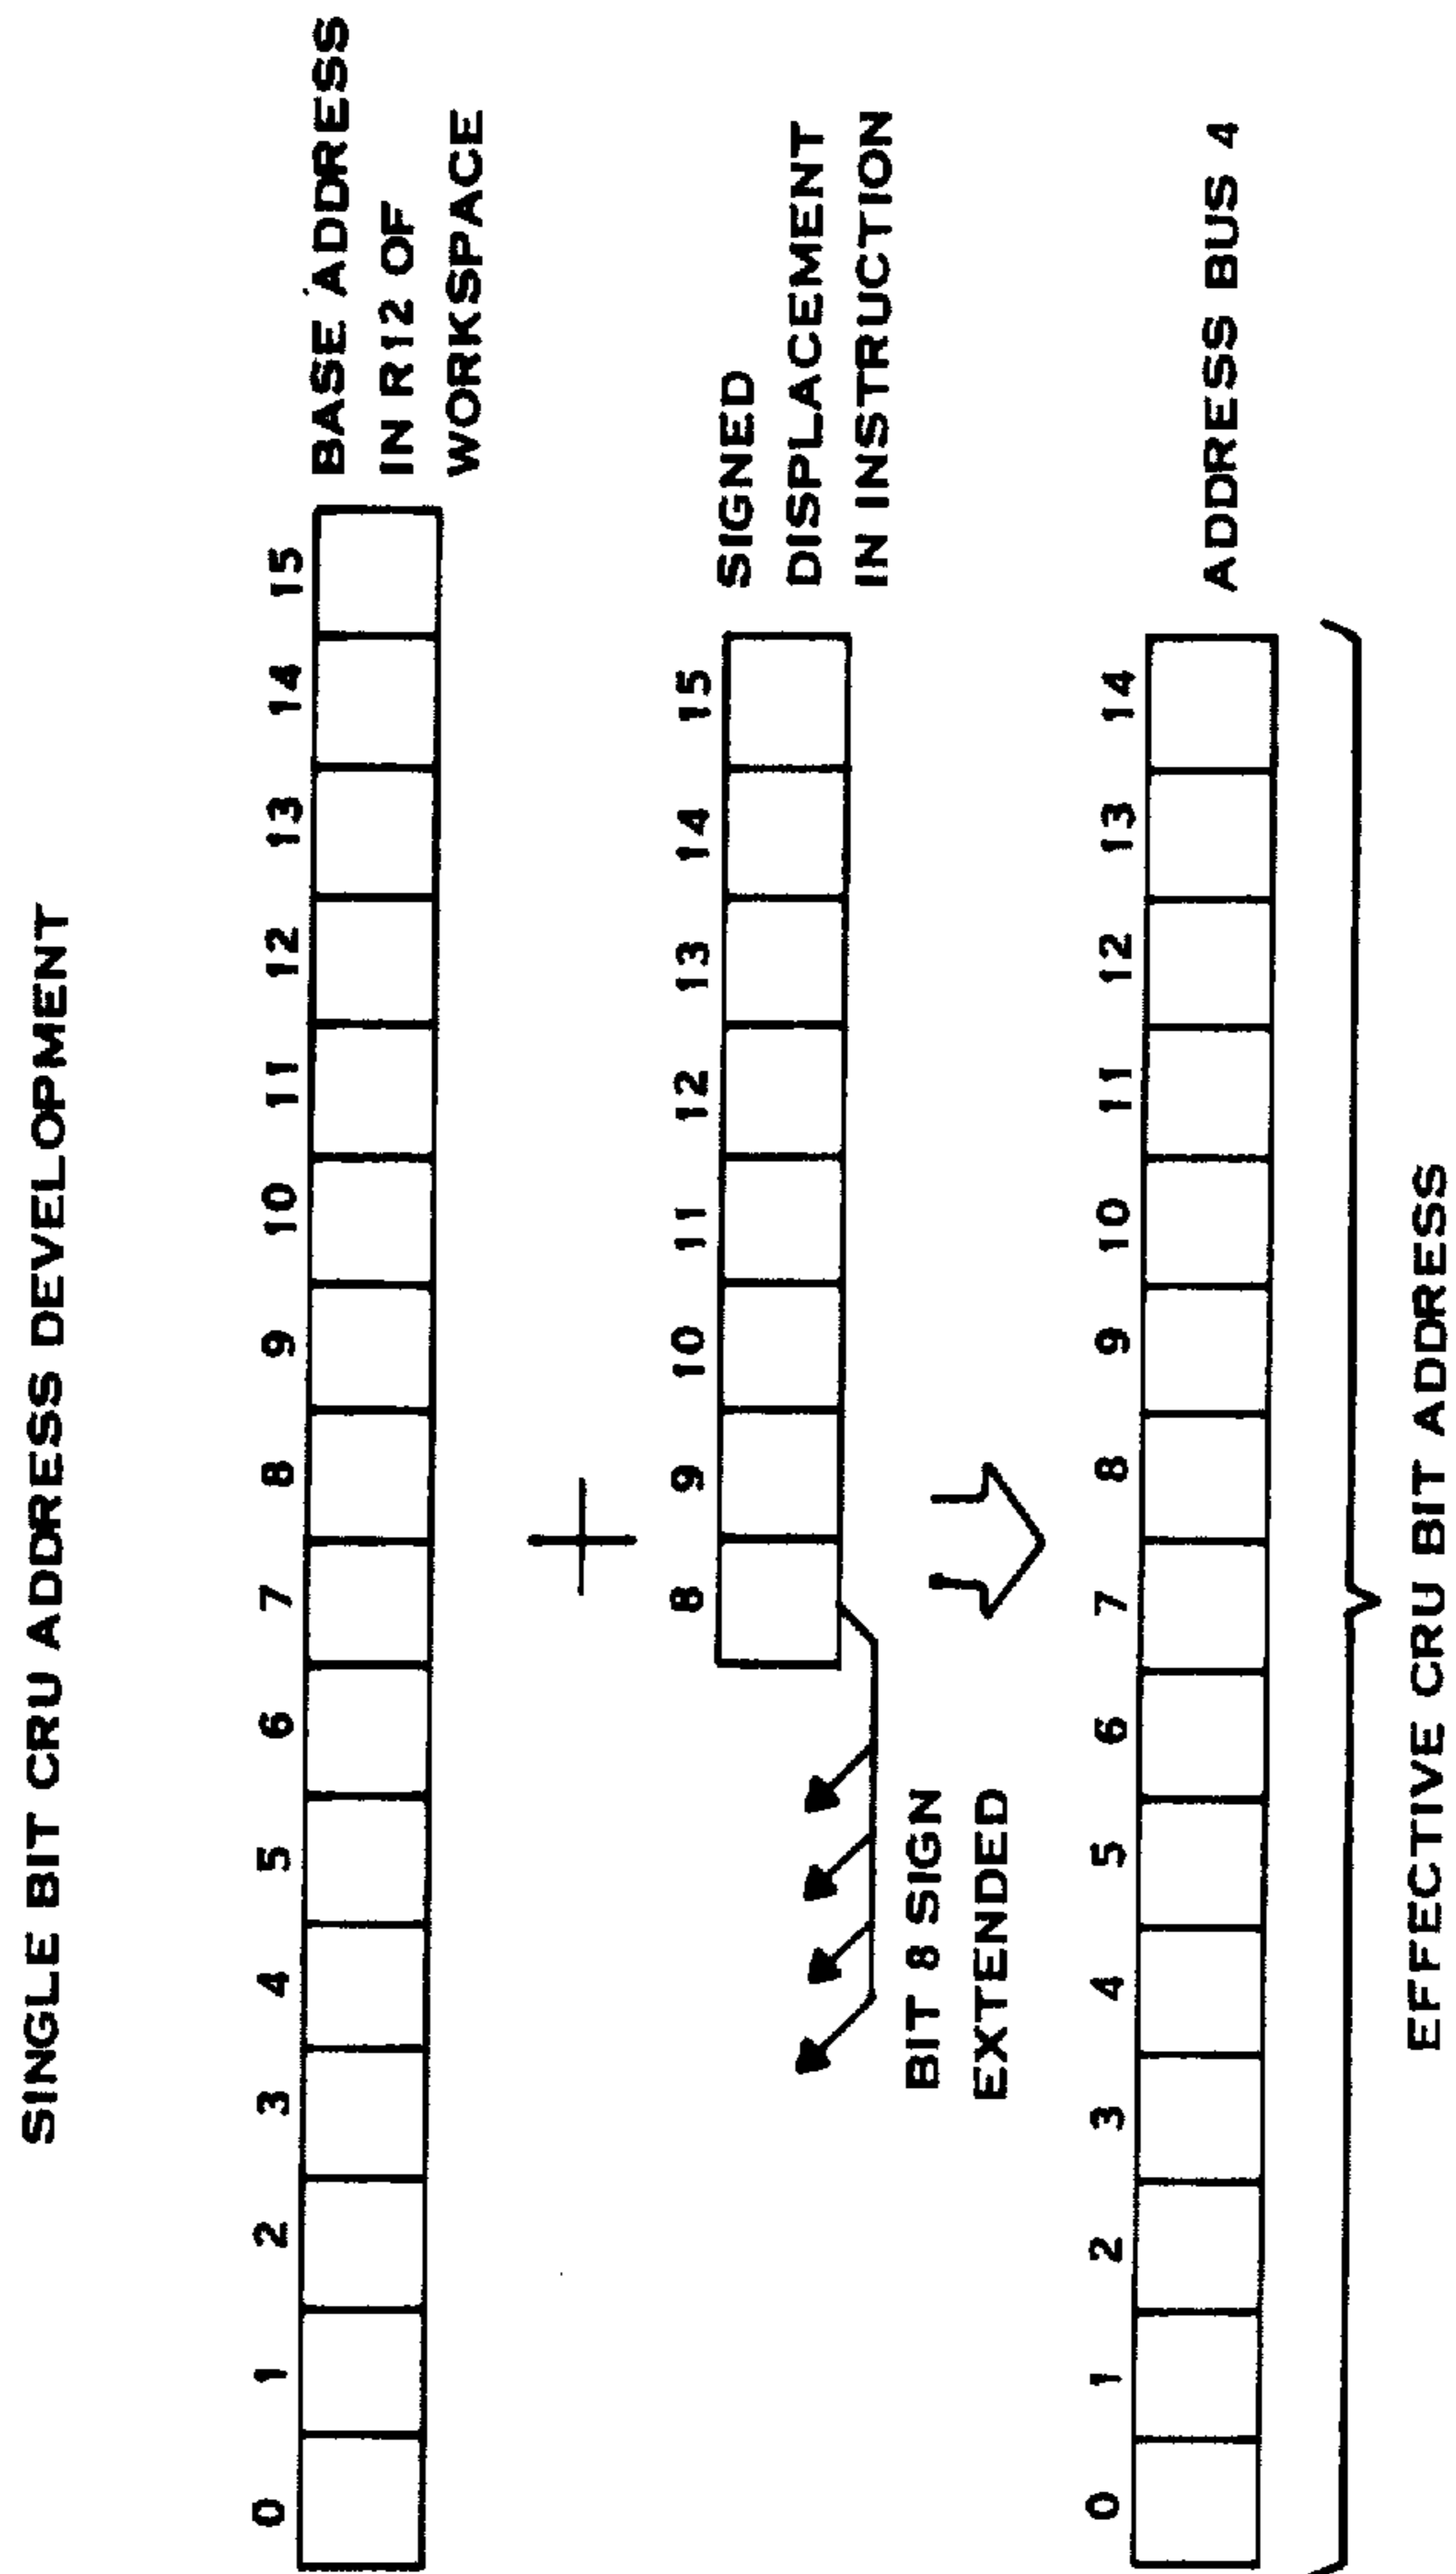 SINGLE BIT CRU ADDRESS DEVELOPMENT
0 1 2 3 4 5 6 7 8 9 10 11 12 13 14 15
BASE ADDRESS
IN R12 OF
WORKSPACE
+
8 9 10 11 12 13 14 15
SIGNED
DISPLACEMENT
IN INSTRUCTION
BIT 8 SIGN
EXTENDED
0 1 2 3 4 5 6 7 8 9 10 11 12 13 14
ADDRESS BUS 4
EFFECTIVE CRU BIT ADDRESS